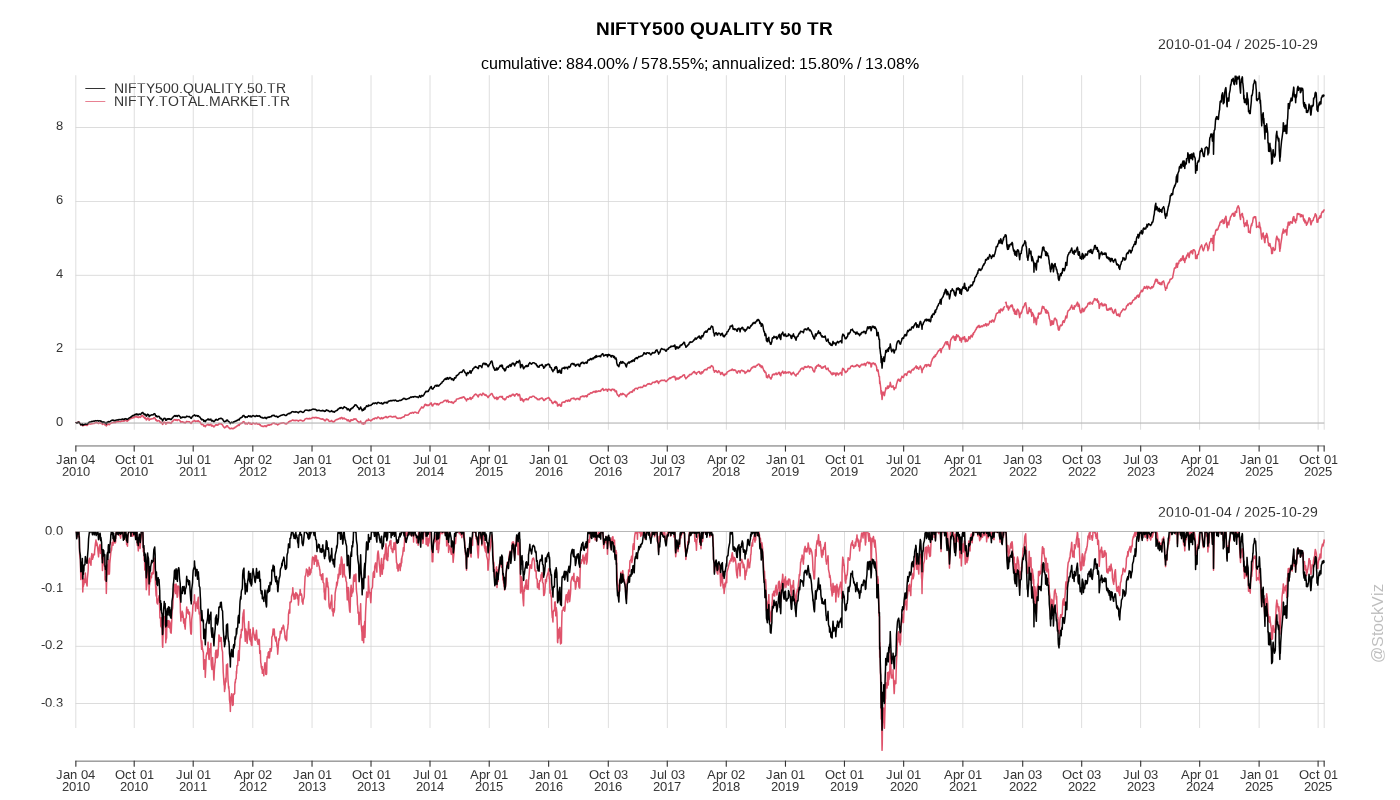 NIFTY500 QUALITY 50 TR
2010-01-04 / 2025-10-29
cumulative: 884.00% / 578.55%; annualized: 15.80% / 13.08%
NIFTY500.QUALITY.50.TR
NIFTY.TOTAL.MARKET.TR
8
6
4
2
0
Jan 04 Oct 01 Jul 01 Apr 02 Jan 01 Oct 01 Jul 01 Apr 01 Jan 01 Oct 03 Jul 03 Apr 02 Jan 01 Oct 01 Jul 01 Apr 01 Jan 03 Oct 03 Jul 03 Apr 01 Jan 01 Oct 01
2010 2010 2011 2012 2013 2013 2014 2015 2016 2016 2017 2018 2019 2019 2020 2021 2022 2022 2023 2024 2025 2025
2010-01-04 / 2025-10-29
0.0
-0.1
-0.2
-0.3
Jan 04 Oct 01 Jul 01 Apr 02 Jan 01 Oct 01 Jul 01 Apr 01 Jan 01 Oct 03 Jul 03 Apr 02 Jan 01 Oct 01 Jul 01 Apr 01 Jan 03 Oct 03 Jul 03 Apr 01 Jan 01 Oct 01
2010 2010 2011 2012 2013 2013 2014 2015 2016 2016 2017 2018 2019 2019 2020 2021 2022 2022 2023 2024 2025 2025
@StockViz